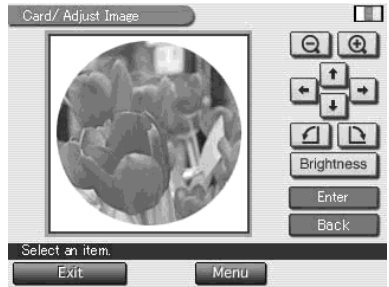 Card/ Adjust Image
Brightness
Enter
Back
Select an item.
Exit
Menu